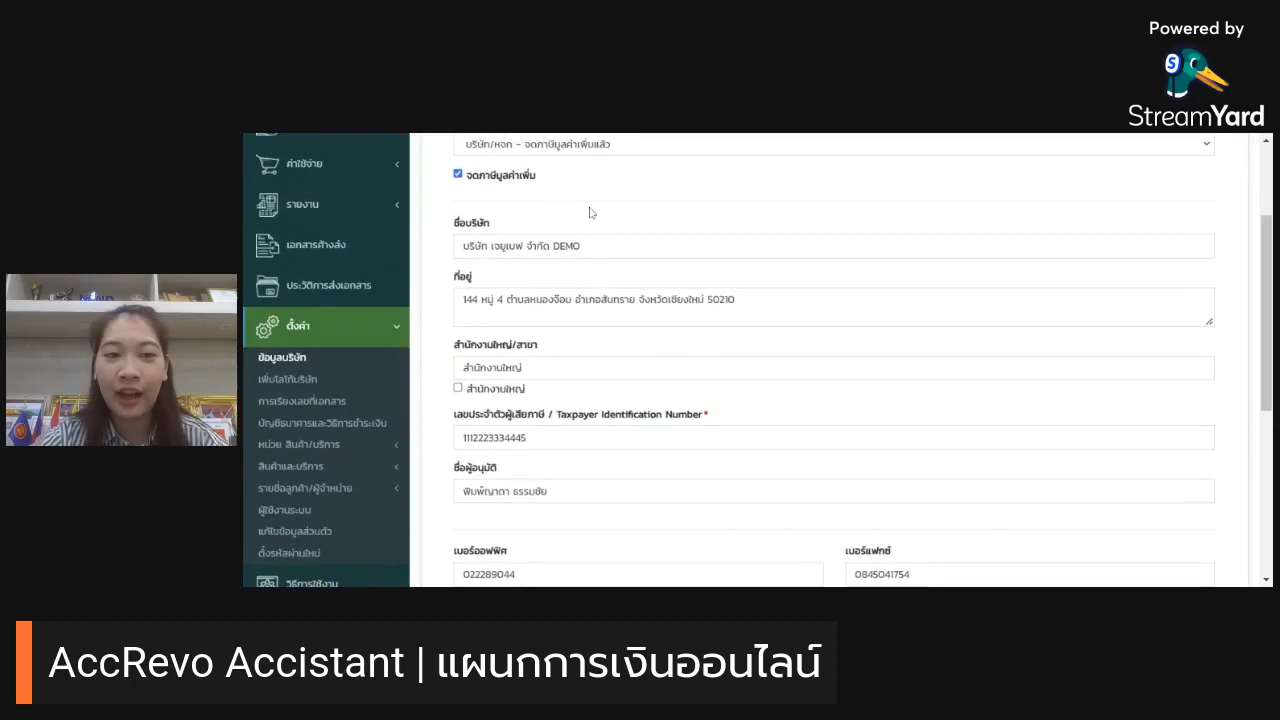 Powered by
S
StreamYard
ค่าใช้จ่าย
รายงาน
เอกสารค้างส่ง
ประวัติการส่งเอกสาร
ตั้งค่า
ข้อมูลบริษัท
เพิ่มโลโก้บริษัท
การเรียงเลขที่เอกสาร
บัญชีธนาคารและวิธีการชำระเงิน
หน่วย สินค้า/บริการ
สินค้าและบริการ
รายชื่อลูกค้า/ผู้จำหน่าย
ผู้ใช้งานระบบ
แก้ไขข้อมูลส่วนตัว
ตั้งรหัสผ่านใหม่
วิธีการใช้งาน
บริษัท/หจก - จดภาษีมูลค่าเพิ่มแล้ว
จดภาษีมูลค่าเพิ่ม
ชื่อบริษัท
บริษัท เจยูเบฟ จำกัด DEMO
ที่อยู่
144 หมู่ 4 ตำบลหนองจ๊อม อำเภอสันทราย จังหวัดเชียงใหม่ 50210
สำนักงานใหญ่/สาขา
สำนักงานใหญ่
สำนักงานใหญ่
เลขประจำตัวผู้เสียภาษี / Taxpayer Identification Number*
1112223334445
ชื่อผู้อนุมัติ
พิมพ์ญาดา ธรรมชัย
เบอร์ออฟฟิศ
เบอร์แฟกซ์
022289044
0845041754
AccRevo Accistant | แผนกการเงินออนไลน์